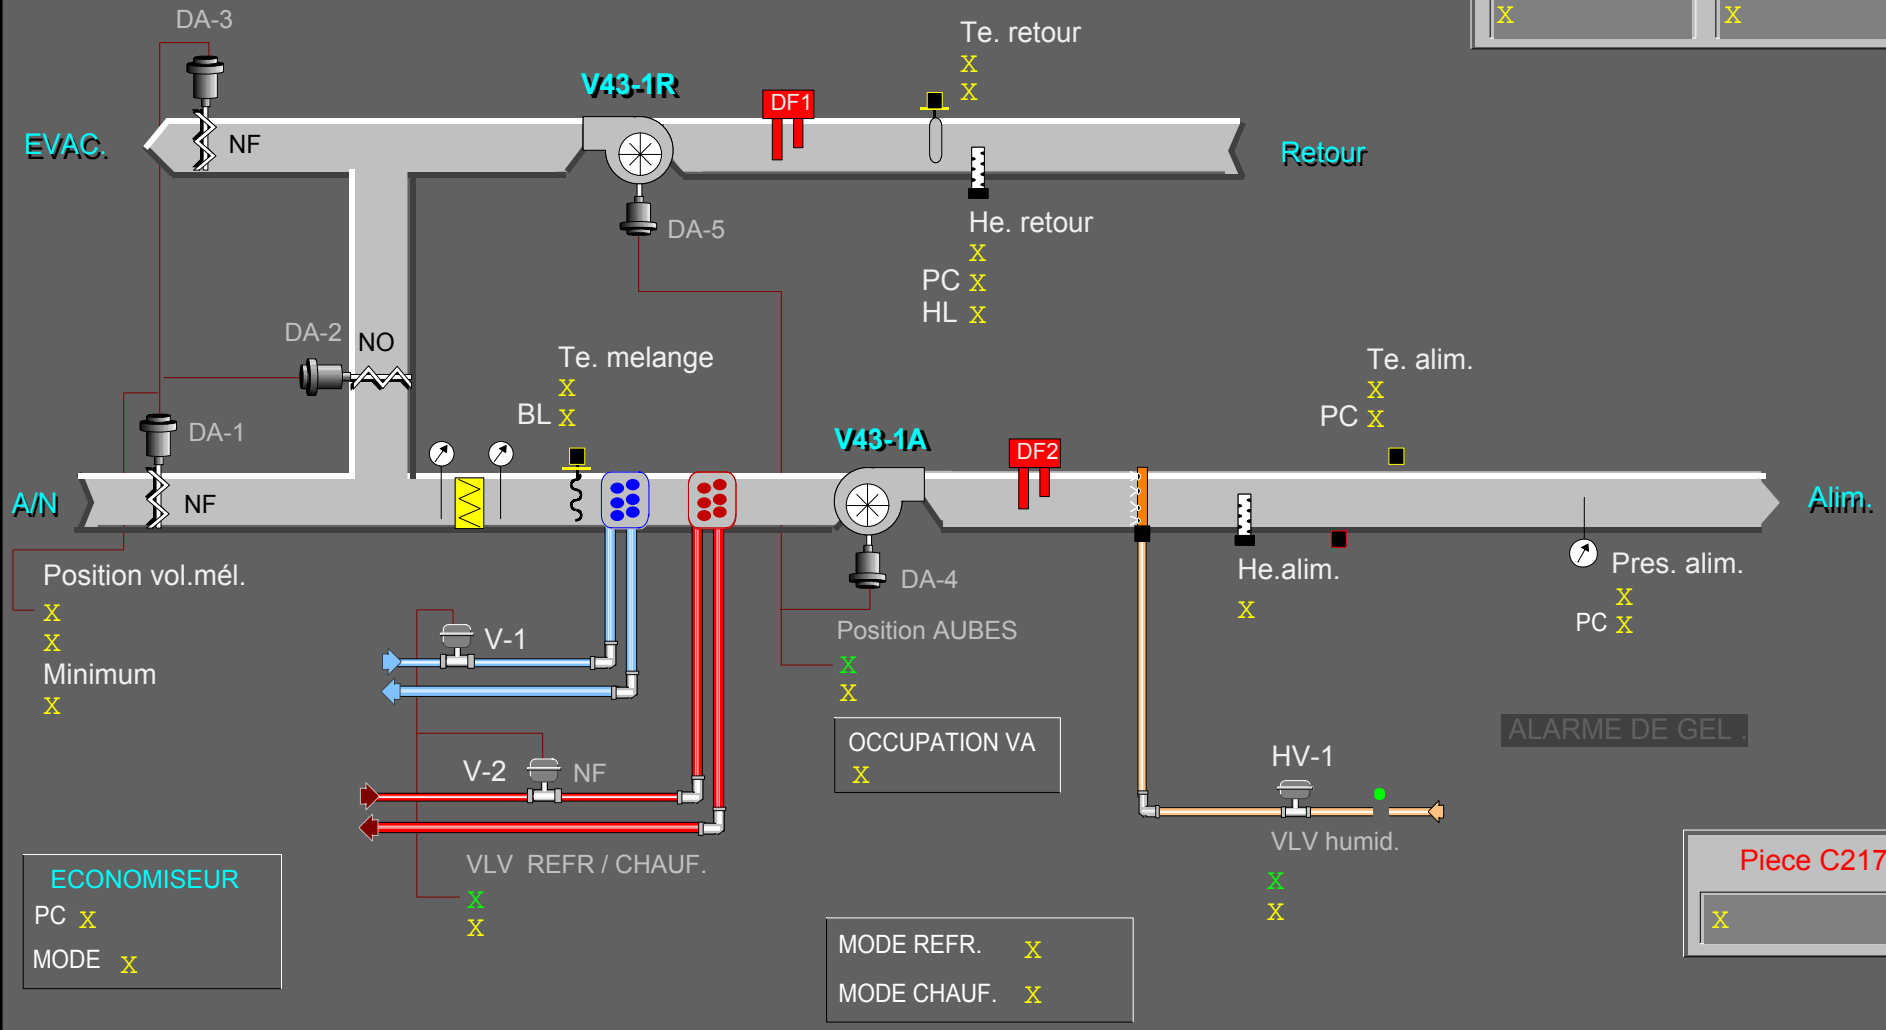 DA-3
X
X
Te. retour
X
X
V43-1R
DF1
EVAC.
NF
Retour
DA-5
He. retour
X
PC X
HL X
DA-2
NO
Te. melange
X
BL X
Te. alim.
X
PC X
DA-1
V43-1A
DF2
A/N
NF
Alim.
Position vol.mél.
X
X
Minimum
X
He.alim.
X
Pres. alim.
X
PC X
DA-4
Position AUBES
X
X
V-1
OCCUPATION VA
X
ALARME DE GEL .
V-2
NF
HV-1
VLV humid.
X
X
VLV REFR / CHAUF.
X
X
Piece C217
X
ECONOMISEUR
PC X
MODE X
MODE REFR. X
MODE CHAUF. X